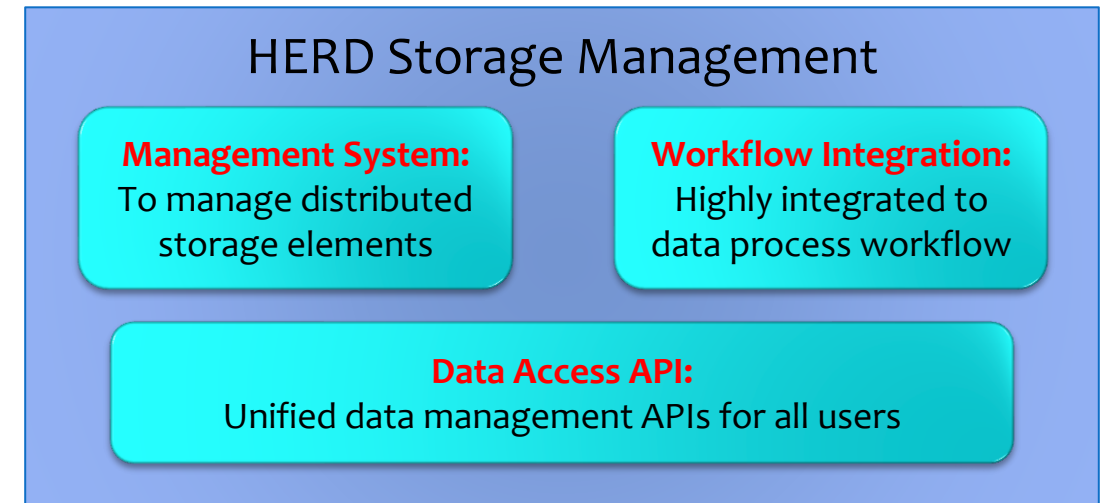 HERD Storage Management
Management System:
To manage distributed
storage elements
Workflow Integration:
Highly integrated to
data process workflow
Data Access API:
Unified data management APIs for all users